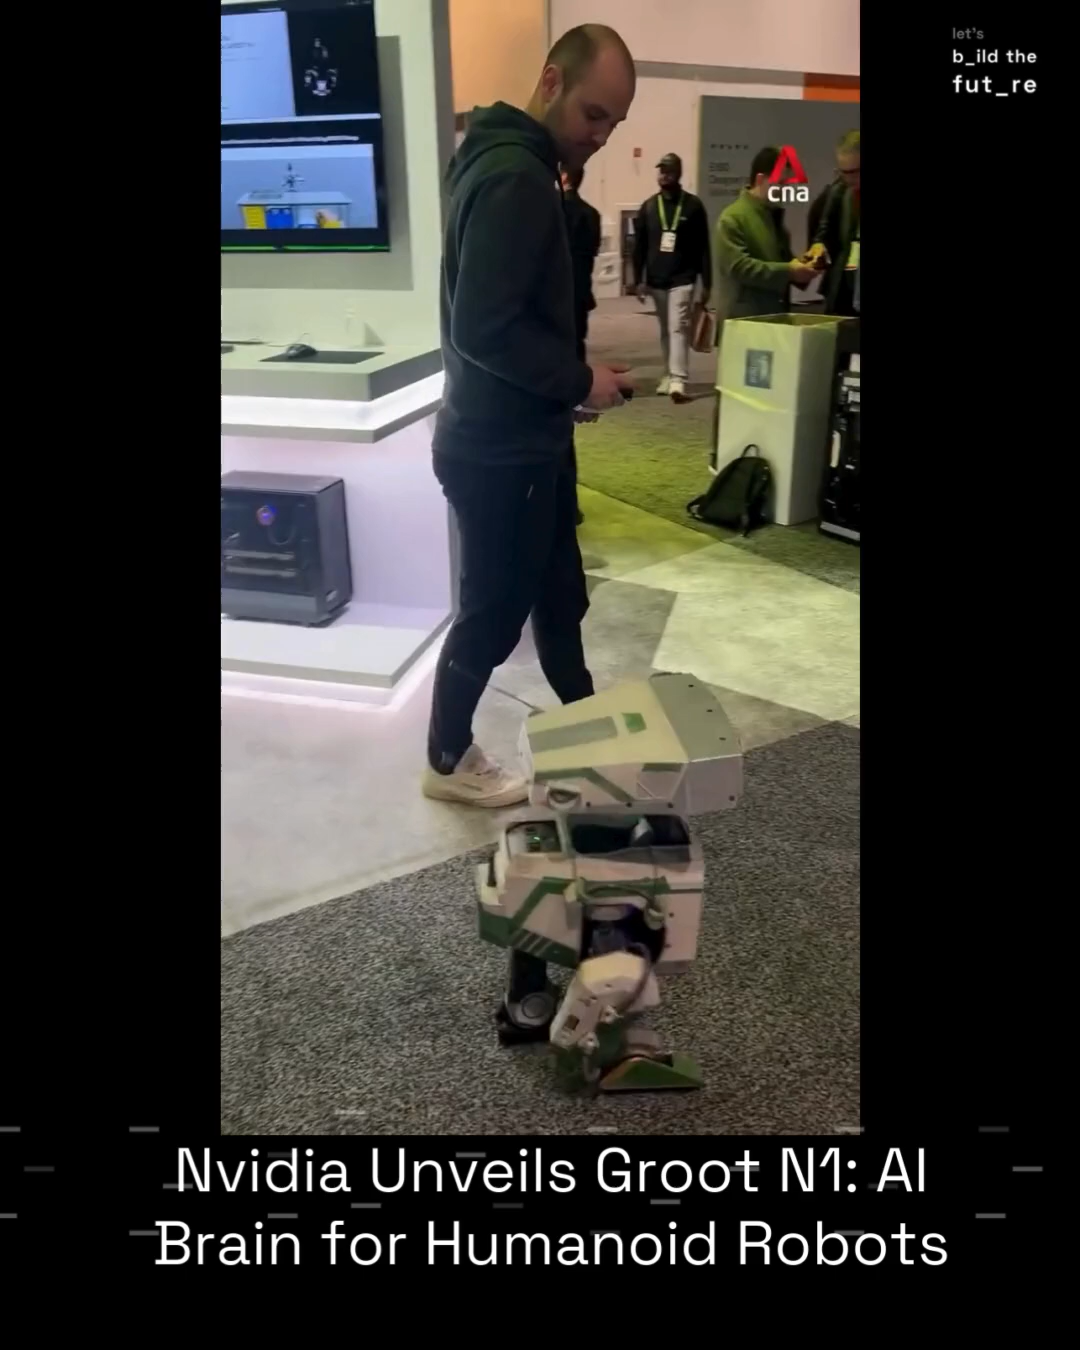 let's
b_ild the
fut_re
cna
Nvidia Unveils Groot N1: AI
Brain for Humanoid Robots